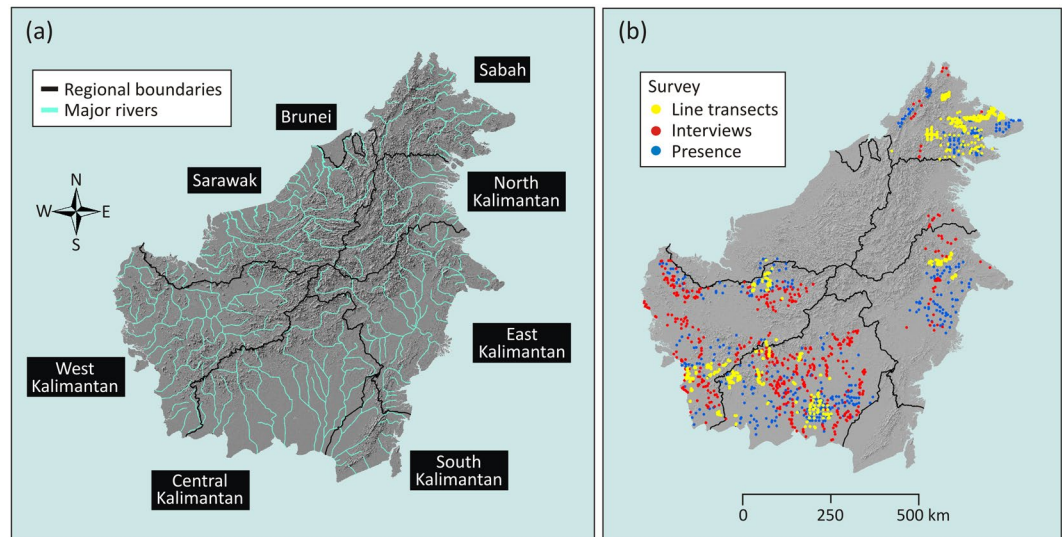 (a)
Regional boundaries
Major rivers
N
W
E
S
Sabah
Brunei
Sarawak
North
Kalimantan
East
Kalimantan
West
Kalimantan
Central
Kalimantan
South
Kalimantan
(b)
Survey
Line transects
Interviews
Presence
0
250
500 km